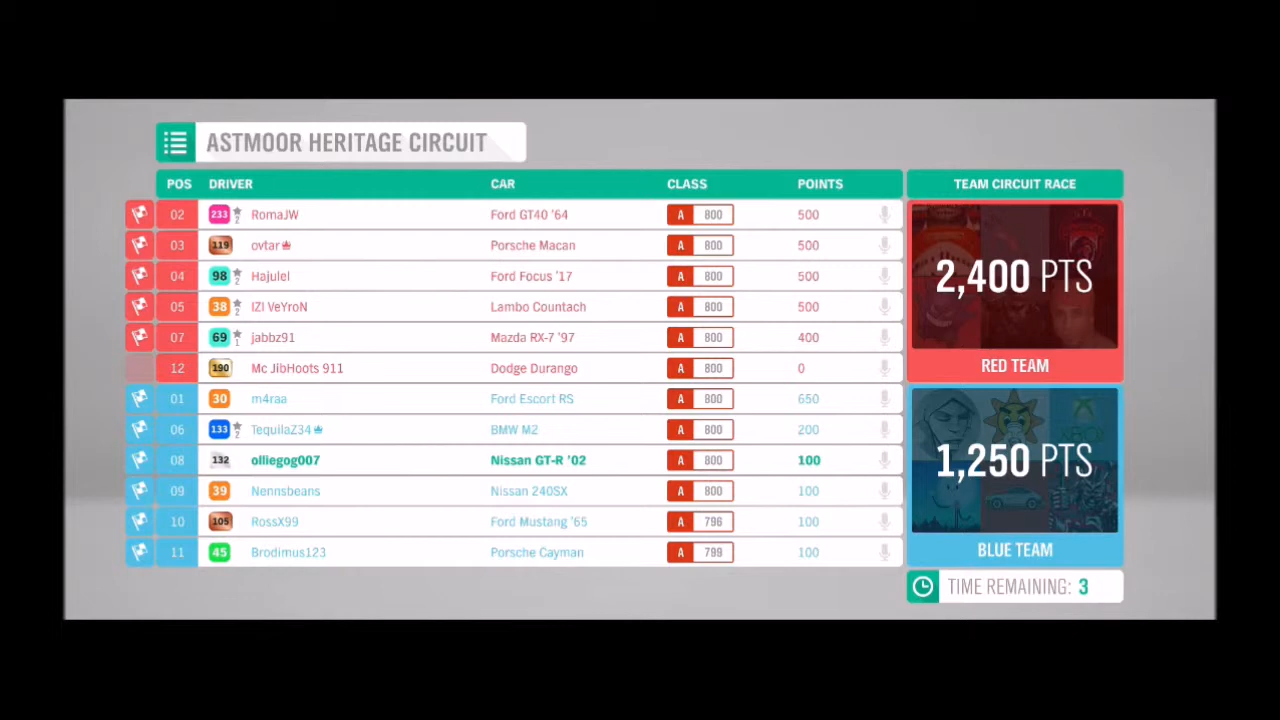 ASTMOOR HERITAGE CIRCUIT
POS DRIVER CAR CLASS POINTS TEAM CIRCUIT RACE
02 233 2 RomaJW Ford GT40 '64 A 800 500
03 119 ovtar Porsche Macan A 800 500
04 98 2 Hajulel Ford Focus '17 A 800 500
05 38 2 IZI VeYroN Lambo Countach A 800 500
07 69 1 jabbz91 Mazda RX-7 '97 A 800 400
12 190 Mc JibHoots 911 Dodge Durango A 800 0
01 30 m4raa Ford Escort RS A 800 650
06 133 2 TequilaZ34 BMW M2 A 800 200
08 132 olliegog007 Nissan GT-R '02 A 800 100
09 39 Nennsbeans Nissan 240SX A 800 100
10 105 RossX99 Ford Mustang '65 A 796 100
11 45 Brodimus123 Porsche Cayman A 799 100
2,400 PTS
RED TEAM
1,250 PTS
BLUE TEAM
TIME REMAINING: 3